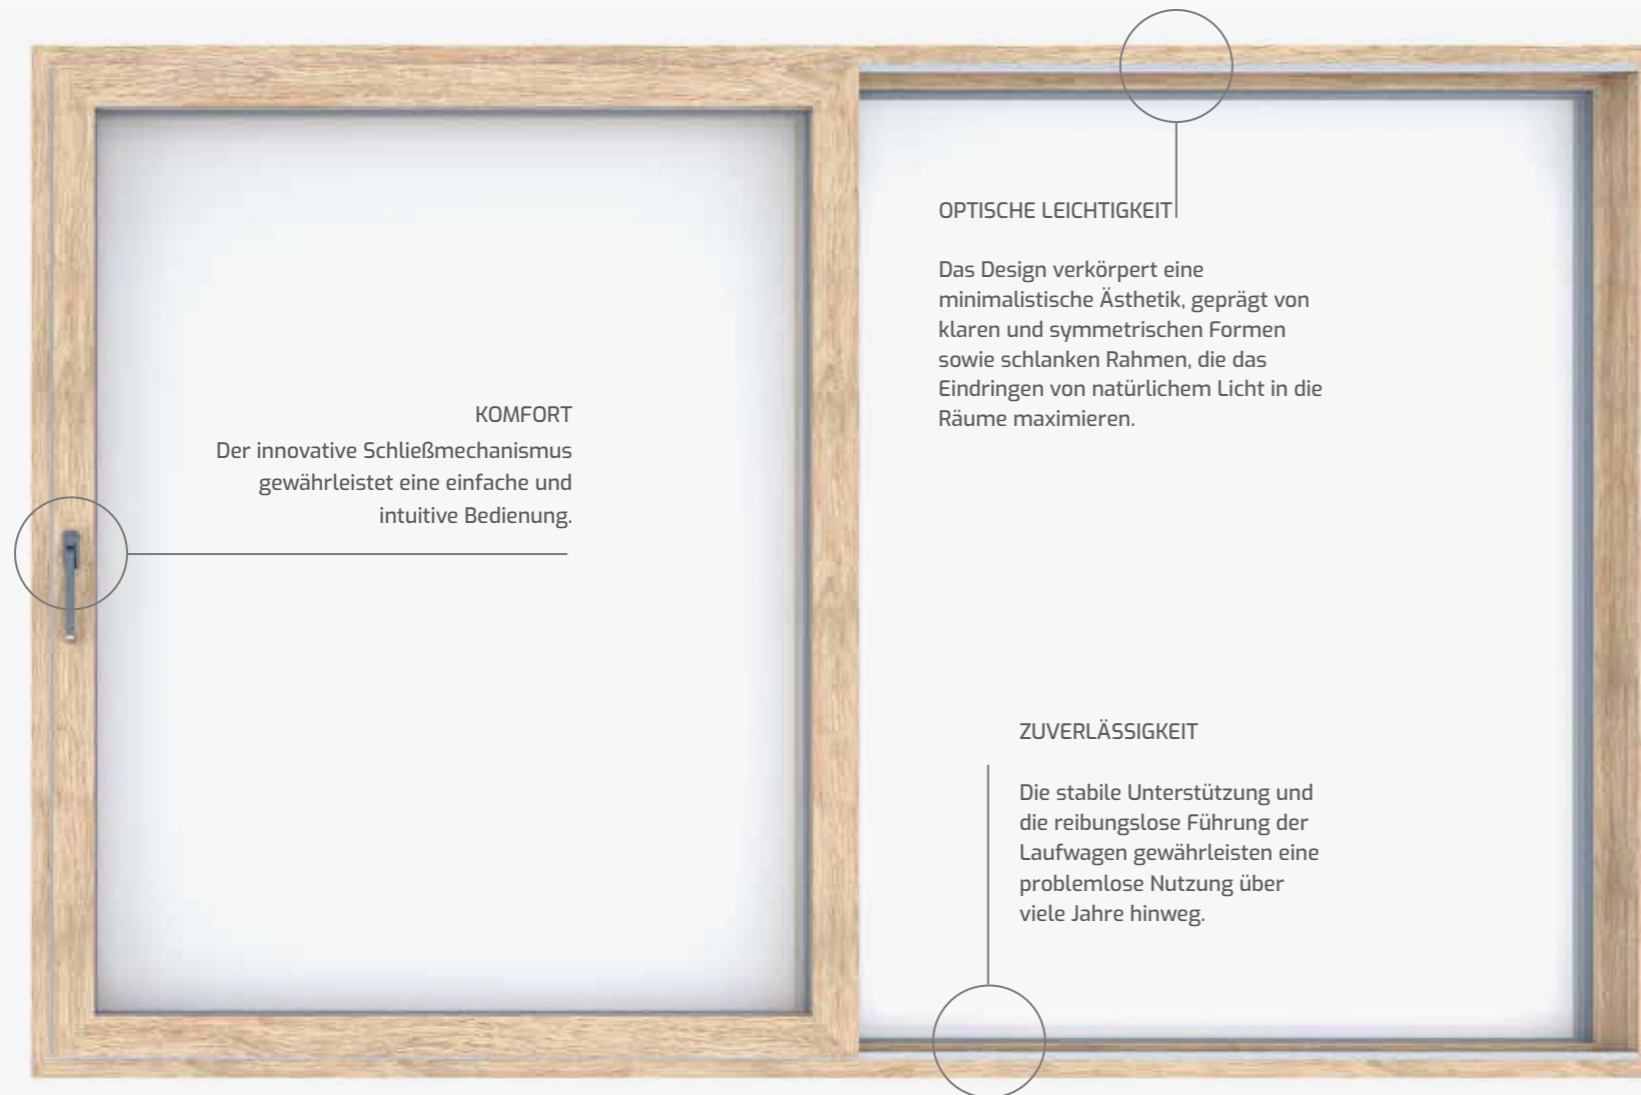 KOMFORT
Der innovative Schließmechanismus
gewährleistet eine einfache und
intuitive Bedienung.
OPTISCHE LEICHTIGKEIT
Das Design verkörpert eine
minimalistische Ästhetik, geprägt von
klaren und symmetrischen Formen
sowie schlanken Rahmen, die das
Eindringen von natürlichem Licht in die
Räume maximieren.
ZUVERLÄSSIGKEIT
Die stabile Unterstützung und
die reibungslose Führung der
Laufwagen gewährleisten eine
problemlose Nutzung über
viele Jahre hinweg.